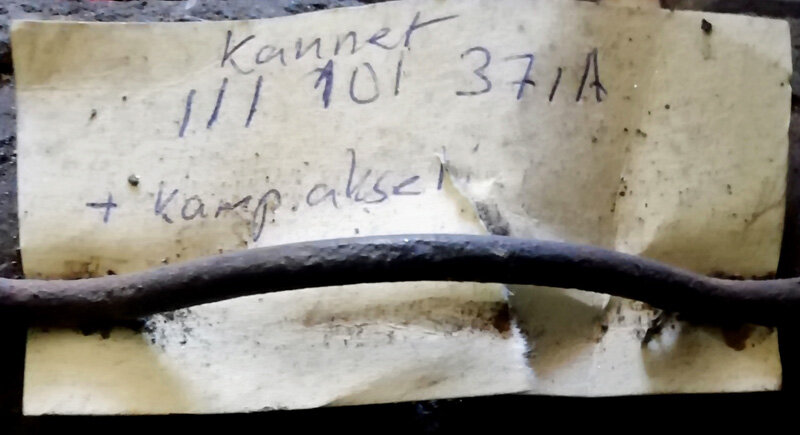 Kannet
111 101 371A
+ Kamp.aksel